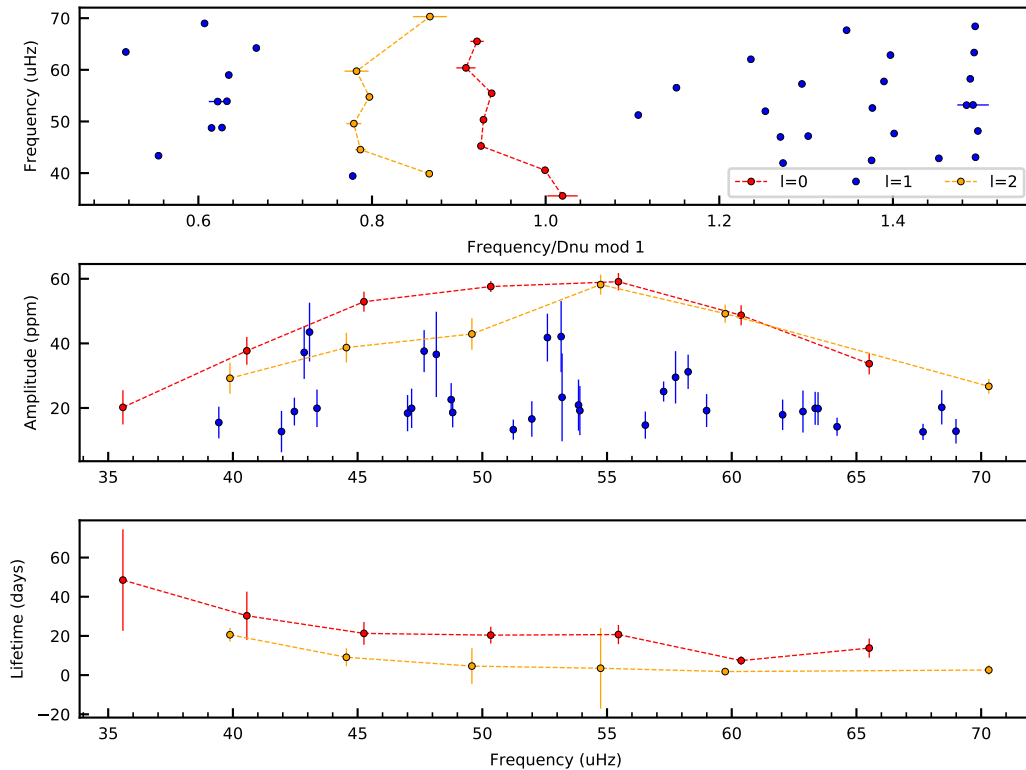 70
60
50
40
Frequency (uHz)
l=0 l=1 l=2
0.6 0.8 1.0 1.2 1.4
Frequency/Dnu mod 1
60
40
20
Amplitude (ppm)
35 40 45 50 55 60 65 70
60
40
20
0
−20
Lifetime (days)
35 40 45 50 55 60 65 70
Frequency (uHz)